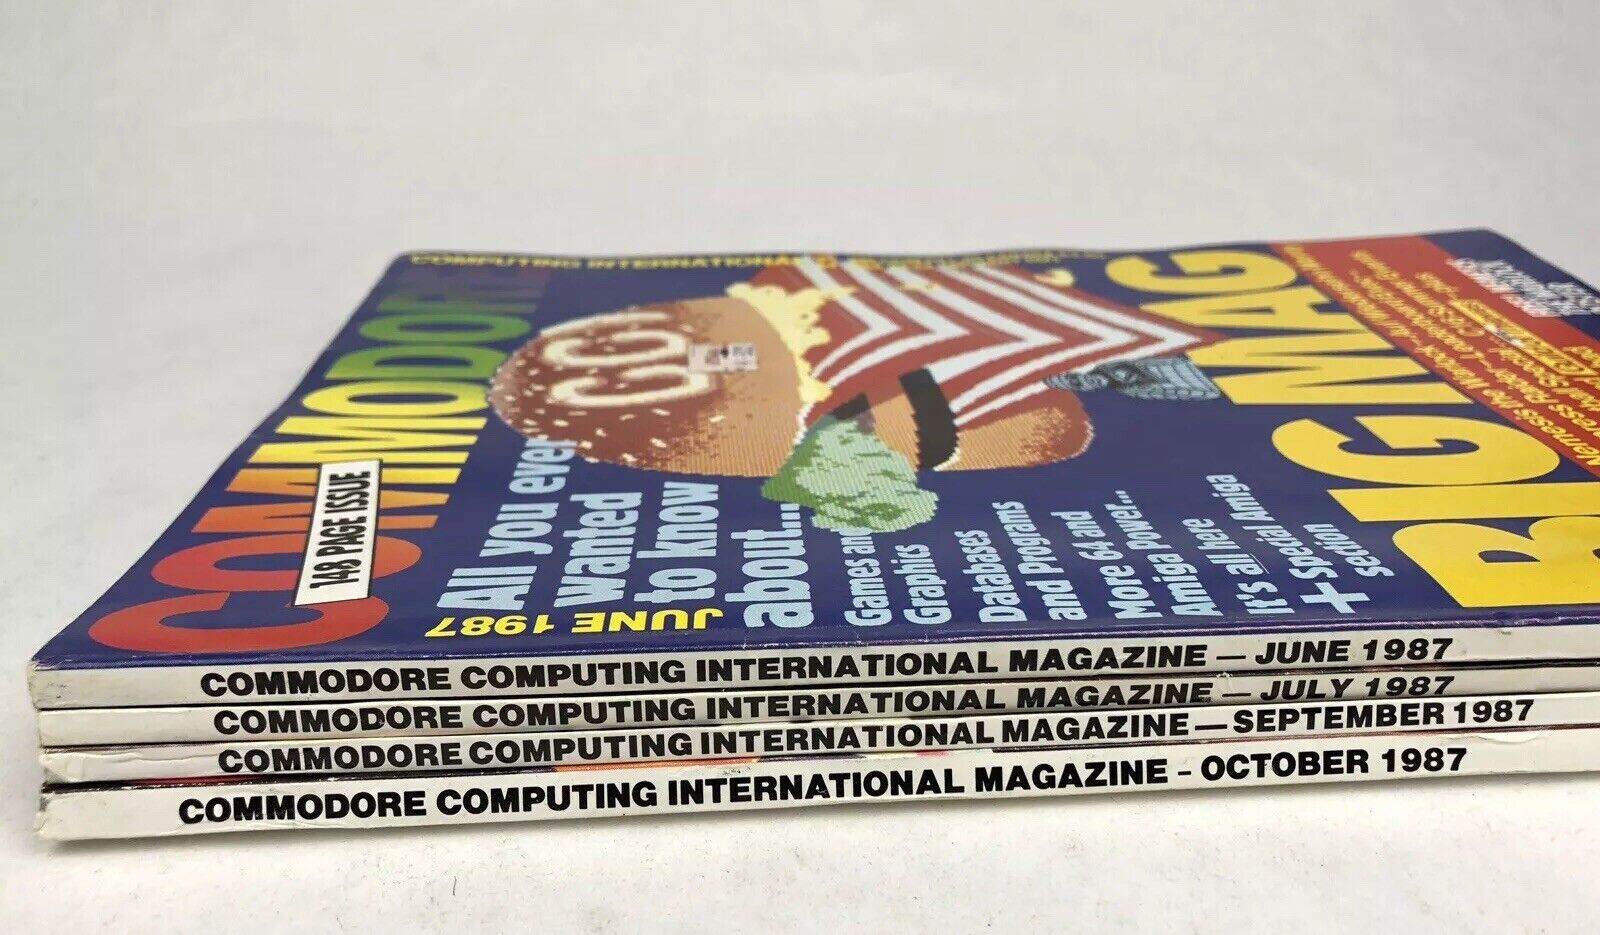 COMPUTING INTERNATIONAL
COMMODORE
148 PAGE ISSUE
CCI
BIG MAG
All you ever
wanted
to know
about...
JUNE 1987
Games and
Graphics
Databases
and Programs
More 64 and
Amiga Power...
It's all here
+ Special Amiga
Section
COMMODORE COMPUTING INTERNATIONAL MAGAZINE — JUNE 1987
COMMODORE COMPUTING INTERNATIONAL MAGAZINE — JULY 1987
COMMODORE COMPUTING INTERNATIONAL MAGAZINE — SEPTEMBER 1987
COMMODORE COMPUTING INTERNATIONAL MAGAZINE - OCTOBER 1987